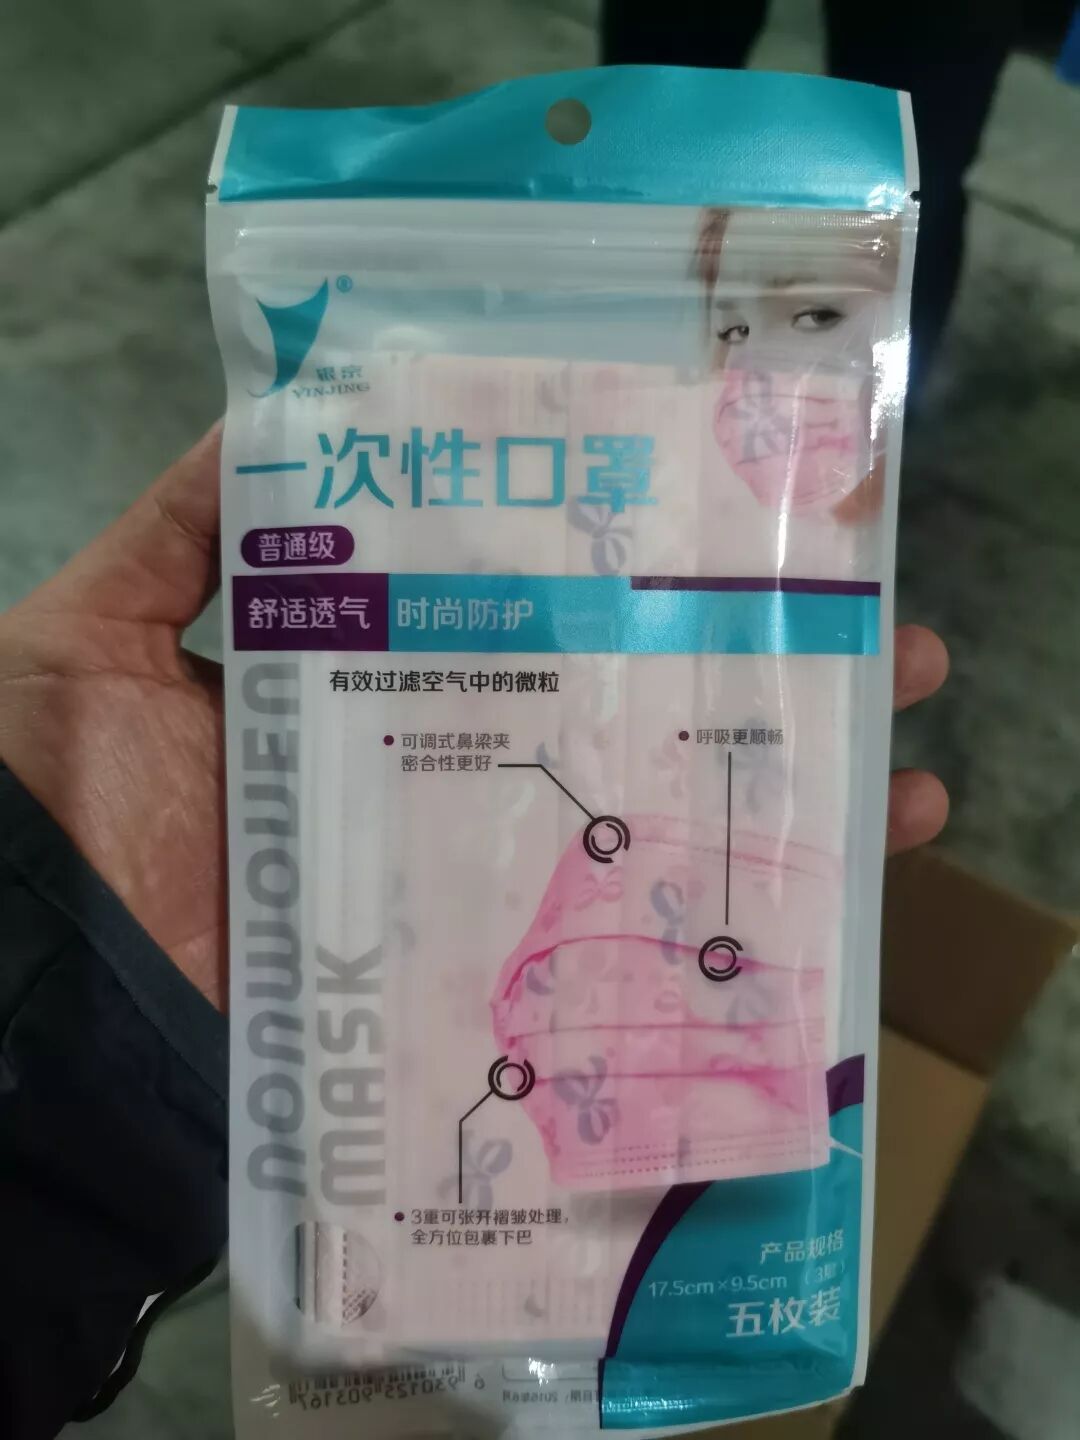 ®
银京
YINJING
一次性口罩
普通级
舒适透气 时尚防护
有效过滤空气中的微粒
可调式鼻梁夹
密合性更好
呼吸更顺畅
nonwoven
MASK
3重可张开褶皱处理，
全方位包裹下巴
产品规格
17.5cm×9.5cm （3层）
五枚装
6 930125 903167